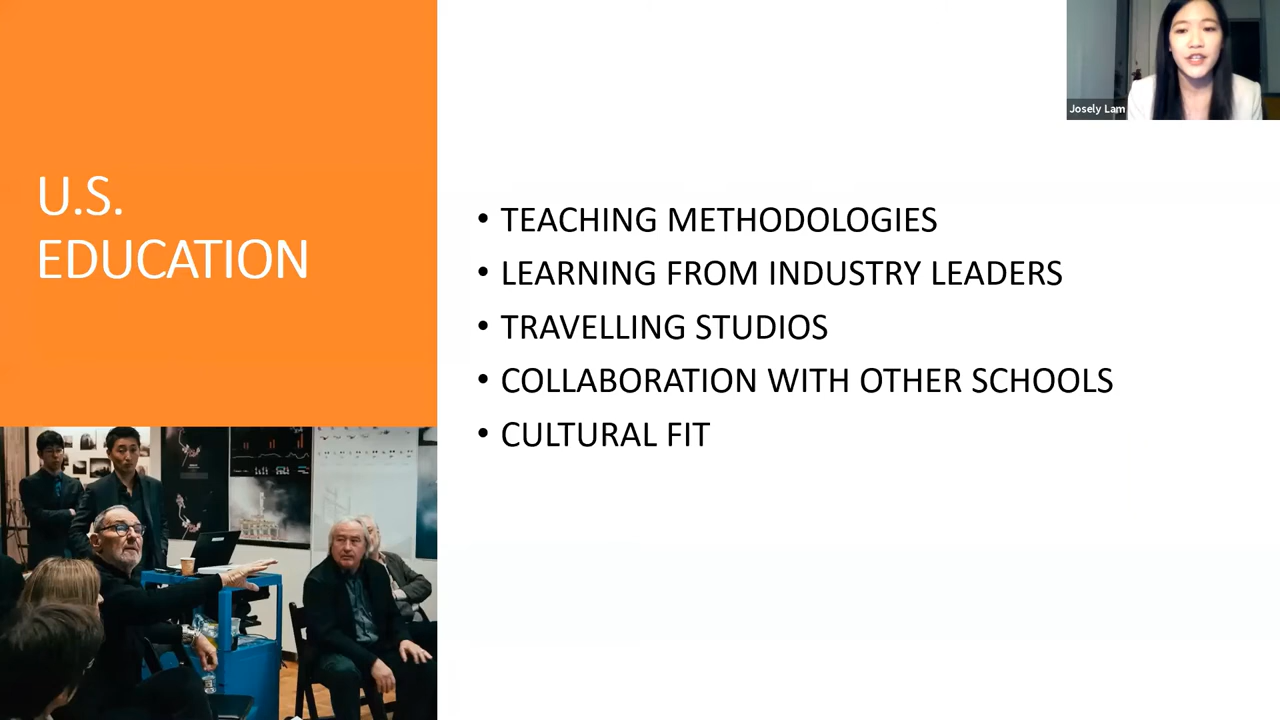 U.S.
EDUCATION
Josely Lam
• TEACHING METHODOLOGIES
• LEARNING FROM INDUSTRY LEADERS
• TRAVELLING STUDIOS
• COLLABORATION WITH OTHER SCHOOLS
• CULTURAL FIT